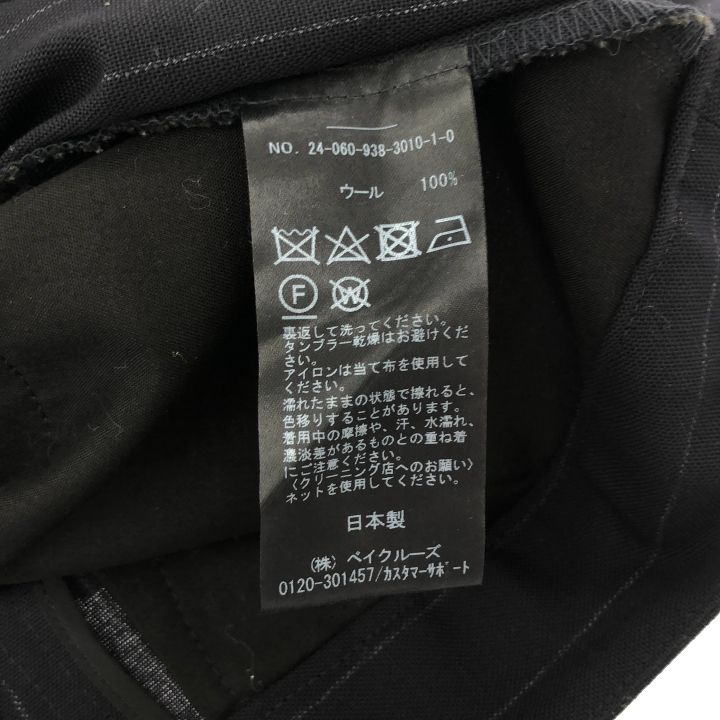 NO. 24-060-938-3010-1-0
ウール 100%
F W
裏返して洗ってください。
タンブラー乾燥はお避けくだ
さい。
アイロンは当て布を使用して
ください。
濡れたままの状態で擦れると、
色移りすることがあります。
着用中の摩擦や、汗、水濡れ、
濃淡差があるものとの重ね着
にご注意ください。
〈クリーニング店へのお願い〉
ネットを使用してください。
日本製
(株) ベイクルーズ
0120-301457/カスタマーサポート